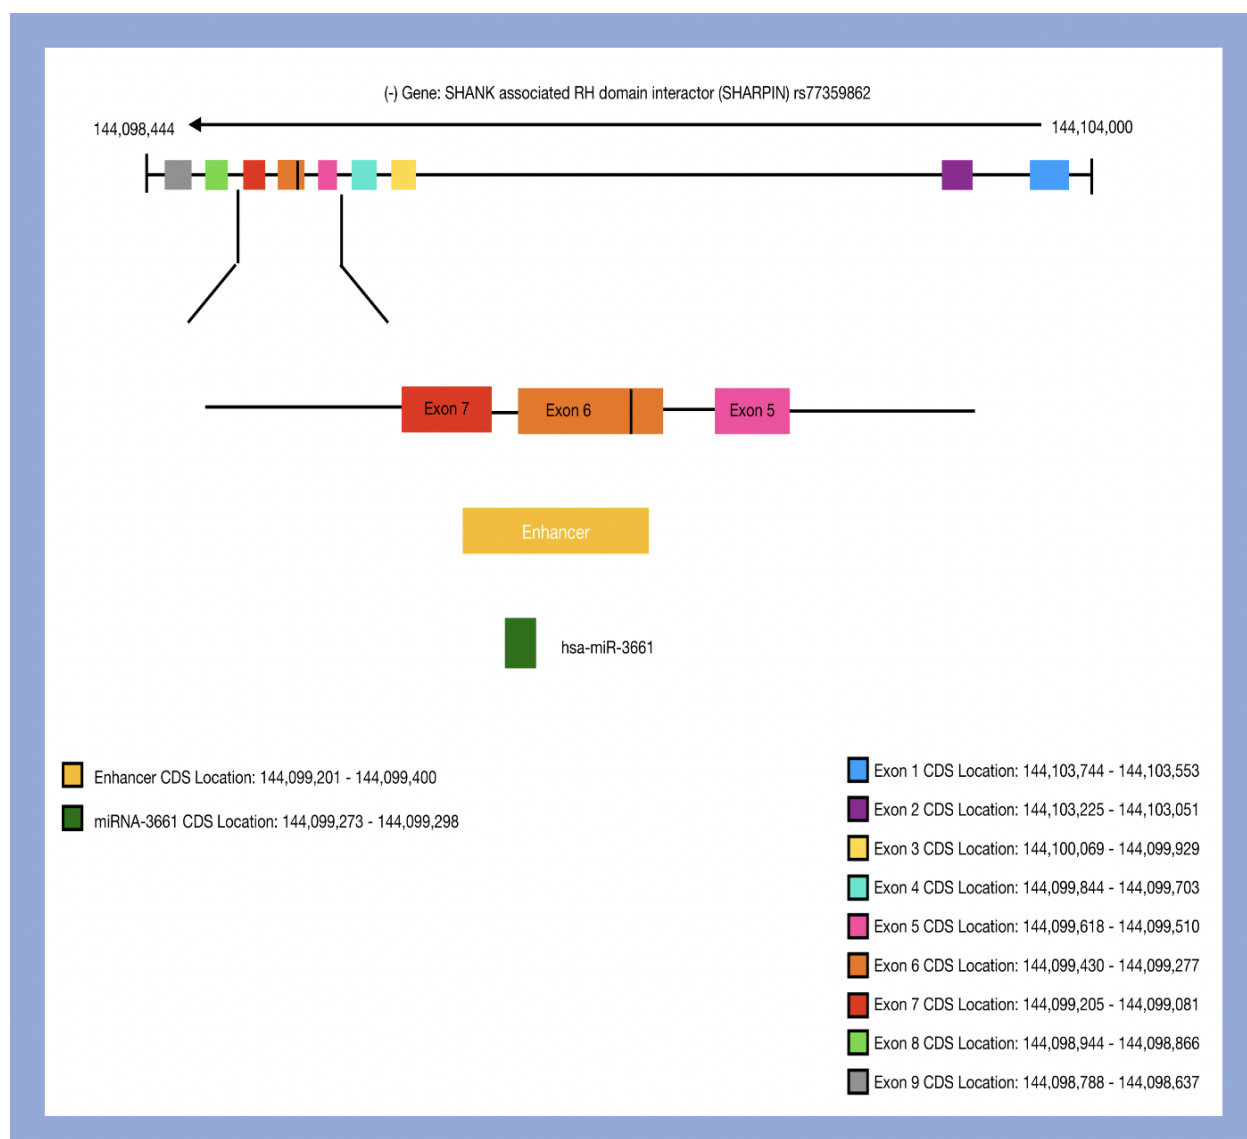 (-) Gene: SHANK associated RH domain interactor (SHARPIN) rs77359862
144,098,444
144,104,000
Exon 7
Exon 6
Exon 5
Enhancer
hsa-miR-3661
Enhancer CDS Location: 144,099,201 - 144,099,400
miRNA-3661 CDS Location: 144,099,273 - 144,099,298
Exon 1 CDS Location: 144,103,744 - 144,103,553
Exon 2 CDS Location: 144,103,225 - 144,103,051
Exon 3 CDS Location: 144,100,069 - 144,099,929
Exon 4 CDS Location: 144,099,844 - 144,099,703
Exon 5 CDS Location: 144,099,618 - 144,099,510
Exon 6 CDS Location: 144,099,430 - 144,099,277
Exon 7 CDS Location: 144,099,205 - 144,099,081
Exon 8 CDS Location: 144,098,944 - 144,098,866
Exon 9 CDS Location: 144,098,788 - 144,098,637